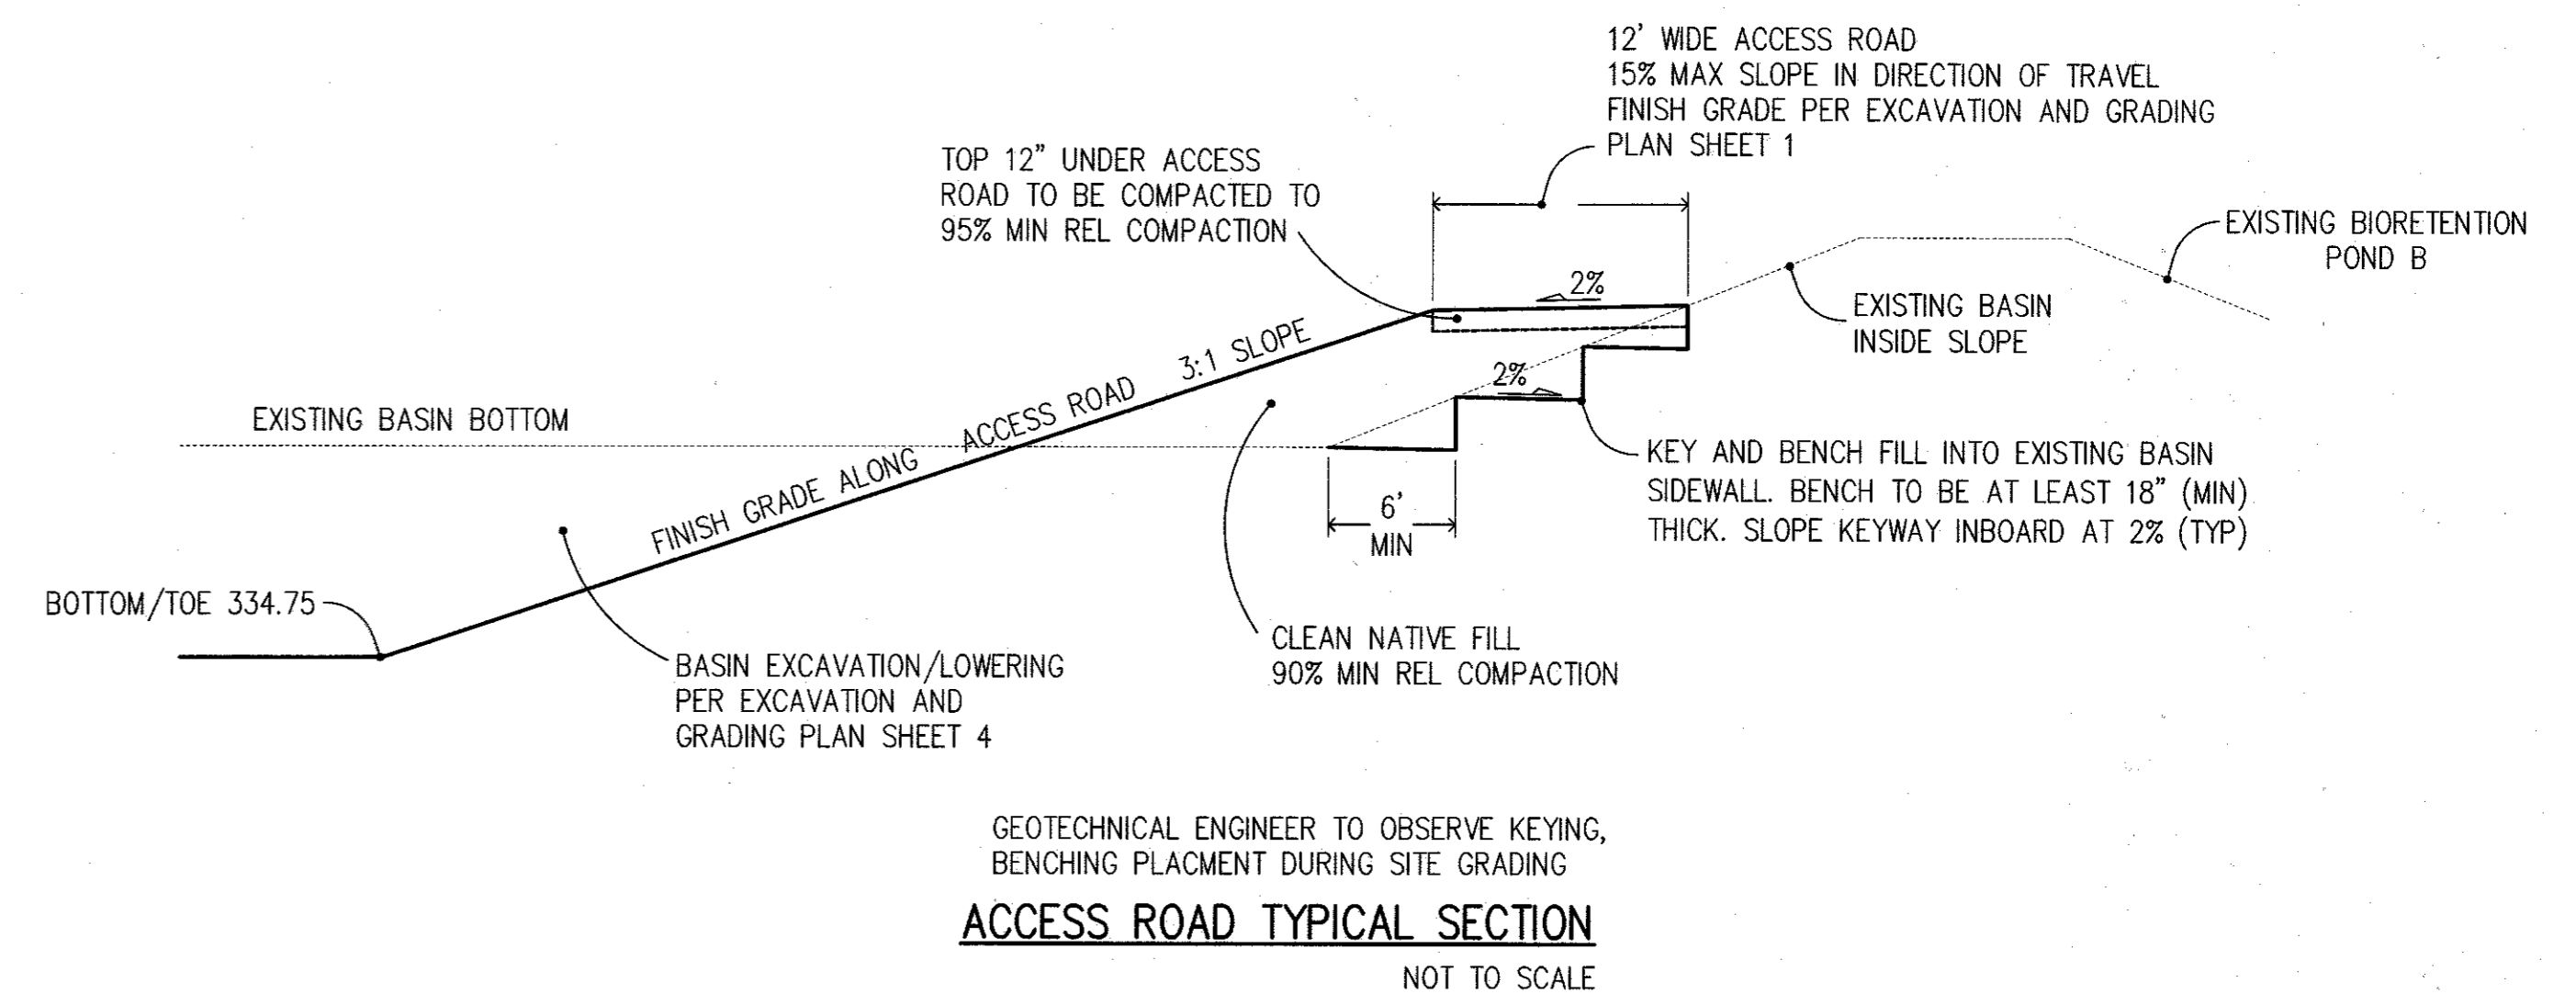 12' WIDE ACCESS ROAD
15% MAX SLOPE IN DIRECTION OF TRAVEL
FINISH GRADE PER EXCAVATION AND GRADING
PLAN SHEET 1
TOP 12" UNDER ACCESS
ROAD TO BE COMPACTED TO
95% MIN REL COMPACTION
EXISTING BIORETENTION
POND B
2%
EXISTING BASIN
INSIDE SLOPE
2%
EXISTING BASIN BOTTOM
FINISH GRADE ALONG ACCESS ROAD 3:1 SLOPE
KEY AND BENCH FILL INTO EXISTING BASIN
SIDEWALL. BENCH TO BE AT LEAST 18" (MIN)
THICK. SLOPE KEYWAY INBOARD AT 2% (TYP)
6'
MIN
BOTTOM/TOE 334.75
BASIN EXCAVATION/LOWERING
PER EXCAVATION AND
GRADING PLAN SHEET 4
CLEAN NATIVE FILL
90% MIN REL COMPACTION
GEOTECHNICAL ENGINEER TO OBSERVE KEYING,
BENCHING PLACMENT DURING SITE GRADING
ACCESS ROAD TYPICAL SECTION
NOT TO SCALE